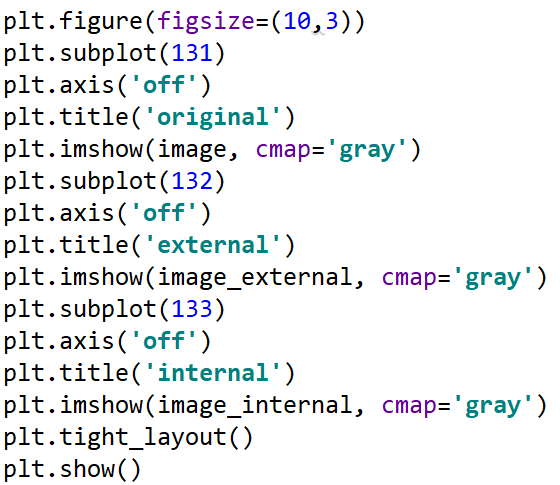 plt.figure(figsize=(10,3))
plt.subplot(131)
plt.axis('off')
plt.title('original')
plt.imshow(image, cmap='gray')
plt.subplot(132)
plt.axis('off')
plt.title('external')
plt.imshow(image_external, cmap='gray')
plt.subplot(133)
plt.axis('off')
plt.title('internal')
plt.imshow(image_internal, cmap='gray')
plt.tight_layout()
plt.show()